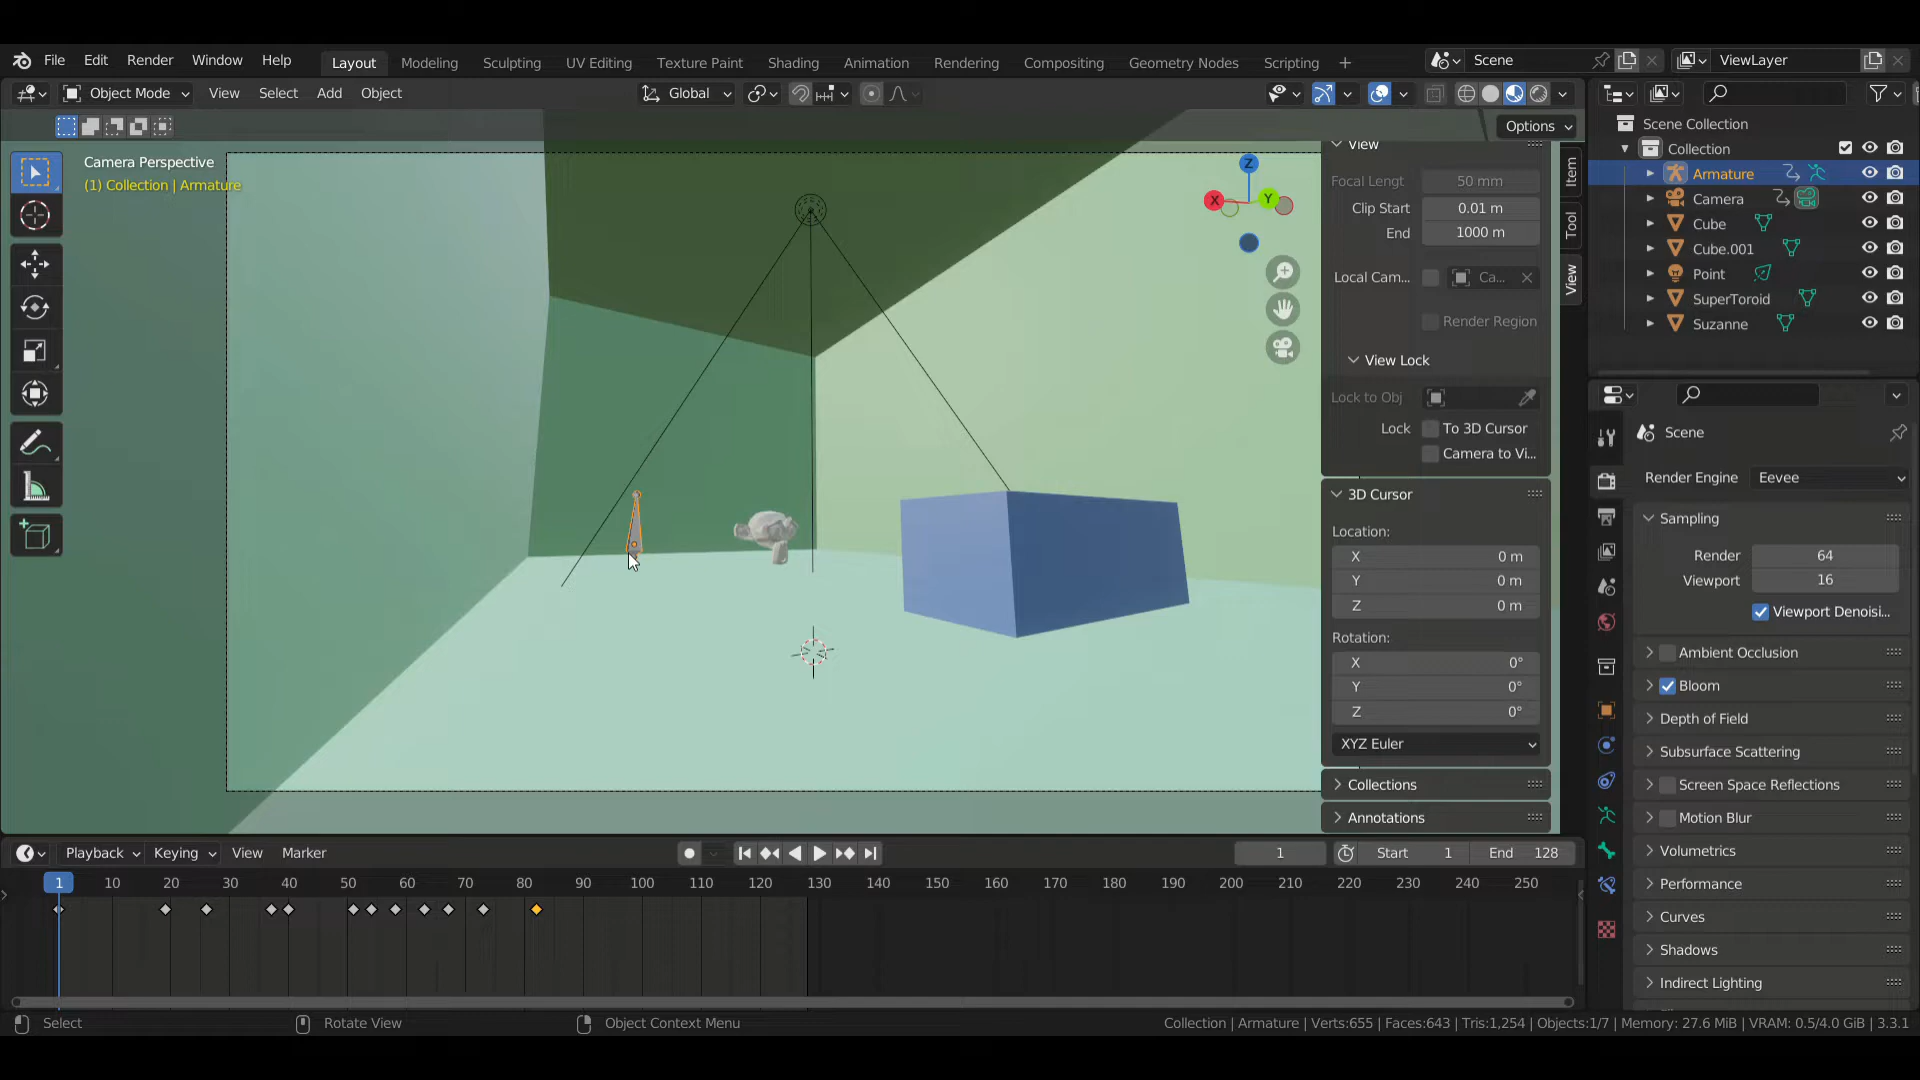 File Edit Render Window Help Layout Modeling Sculpting UV Editing Texture Paint Shading Animation Rendering Compositing Geometry Nodes Scripting + Scene ViewLayer
Object Mode View Select Add Object Global
Options
Camera Perspective
(1) Collection | Armature
Z
X
Y
View
Focal Lengt 50 mm
Clip Start 0.01 m
End 1000 m
Local Cam... Ca...
Render Region
View Lock
Lock to Obj
Lock To 3D Cursor
Camera to Vi...
3D Cursor
Location:
X 0 m
Y 0 m
Z 0 m
Rotation:
X 0°
Y 0°
Z 0°
XYZ Euler
Collections
Annotations
Item
Tool
View
Scene Collection
Collection
Armature
Camera
Cube
Cube.001
Point
SuperToroid
Suzanne
Scene
Render Engine Eevee
Sampling
Render 64
Viewport 16
Viewport Denoisi...
Ambient Occlusion
Bloom
Depth of Field
Subsurface Scattering
Screen Space Reflections
Motion Blur
Volumetrics
Performance
Curves
Shadows
Indirect Lighting
Playback Keying View Marker 1 Start 1 End 128
1 10 20 30 40 50 60 70 80 90 100 110 120 130 140 150 160 170 180 190 200 210 220 230 240 250
Select Rotate View Object Context Menu Collection | Armature | Verts:655 | Faces:643 | Tris:1,254 | Objects:1/7 | Memory: 27.6 MiB | VRAM: 0.5/4.0 GiB | 3.3.1